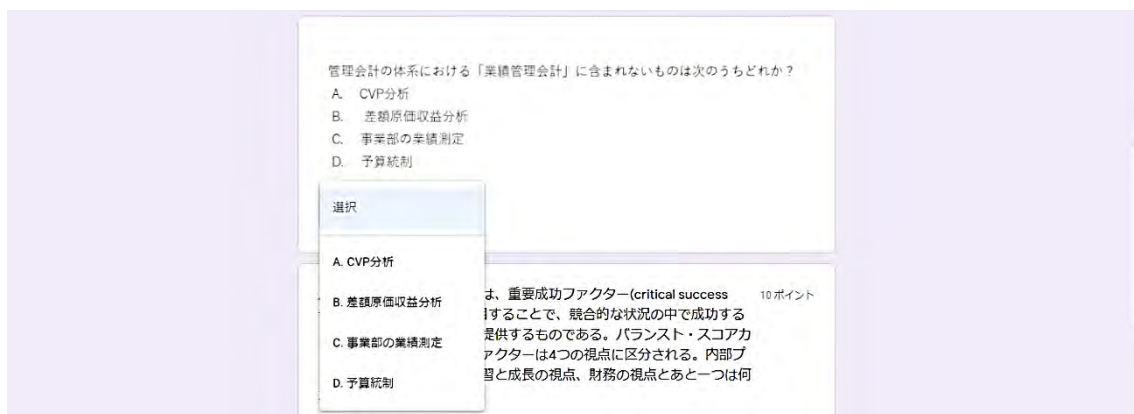 管理会計の体系における「業績管理会計」に含まれないものは次のうちどれか？
A. CVP分析
B. 差額原価収益分析
C. 事業部の業績測定
D. 予算統制
選択
A. CVP分析
B. 差額原価収益分析
C. 事業部の業績測定
D. 予算統制
は、重要成功ファクター(critical success
10 ポイント
することで、競合的な状況の中で成功する
提供するものである。バランスト・スコアカ
ァクターは4つの視点に区分される。内部プ
習と成長の視点、財務の視点とあと一つは何